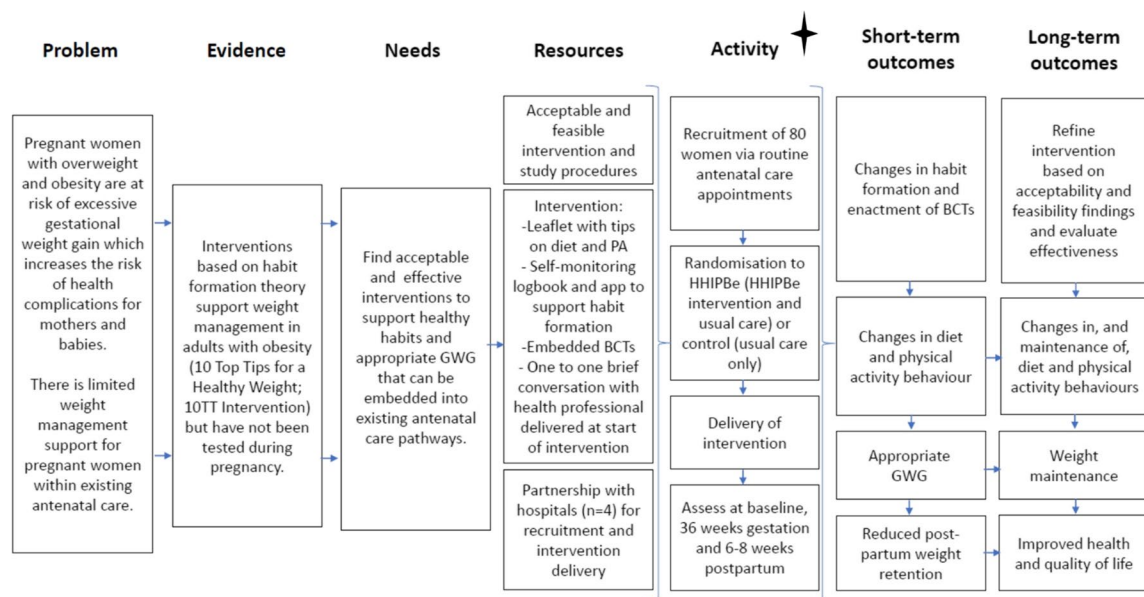 Problem
Evidence
Needs
Resources
Activity
Short-term
outcomes
Long-term
outcomes
Pregnant women
with overweight
and obesity are at
risk of excessive
gestational
weight gain which
increases the risk
of health
complications for
mothers and
babies.
There is limited
weight
management
support for
pregnant women
within existing
antenatal care.
Interventions
based on habit
formation theory
support weight
management in
adults with obesity
(10 Top Tips for a
Healthy Weight;
10TT Intervention)
but have not been
tested during
pregnancy.
Find acceptable
and effective
interventions to
support healthy
habits and
appropriate GWG
that can be
embedded into
existing antenatal
care pathways.
Acceptable and
feasible
intervention and
study procedures
Intervention:
-Leaflet with tips
on diet and PA
- Self-monitoring
logbook and app to
support habit
formation
-Embedded BCTs
- One to one brief
conversation with
health professional
delivered at start of
intervention
Partnership with
hospitals (n=4) for
recruitment and
intervention
delivery
Recruitment of 80
women via routine
antenatal care
appointments
Randomisation to
HHIPBe (HHIPBe
intervention and
usual care) or
control (usual care
only)
Delivery of
intervention
Assess at baseline,
36 weeks gestation
and 6-8 weeks
postpartum
Changes in habit
formation and
enactment of BCTs
Changes in diet
and physical
activity behaviour
Appropriate
GWG
Reduced post-
partum weight
retention
Refine
intervention
based on
acceptability and
feasibility findings
and evaluate
effectiveness
Changes in, and
maintenance of,
diet and physical
activity behaviours
Weight
maintenance
Improved health
and quality of life